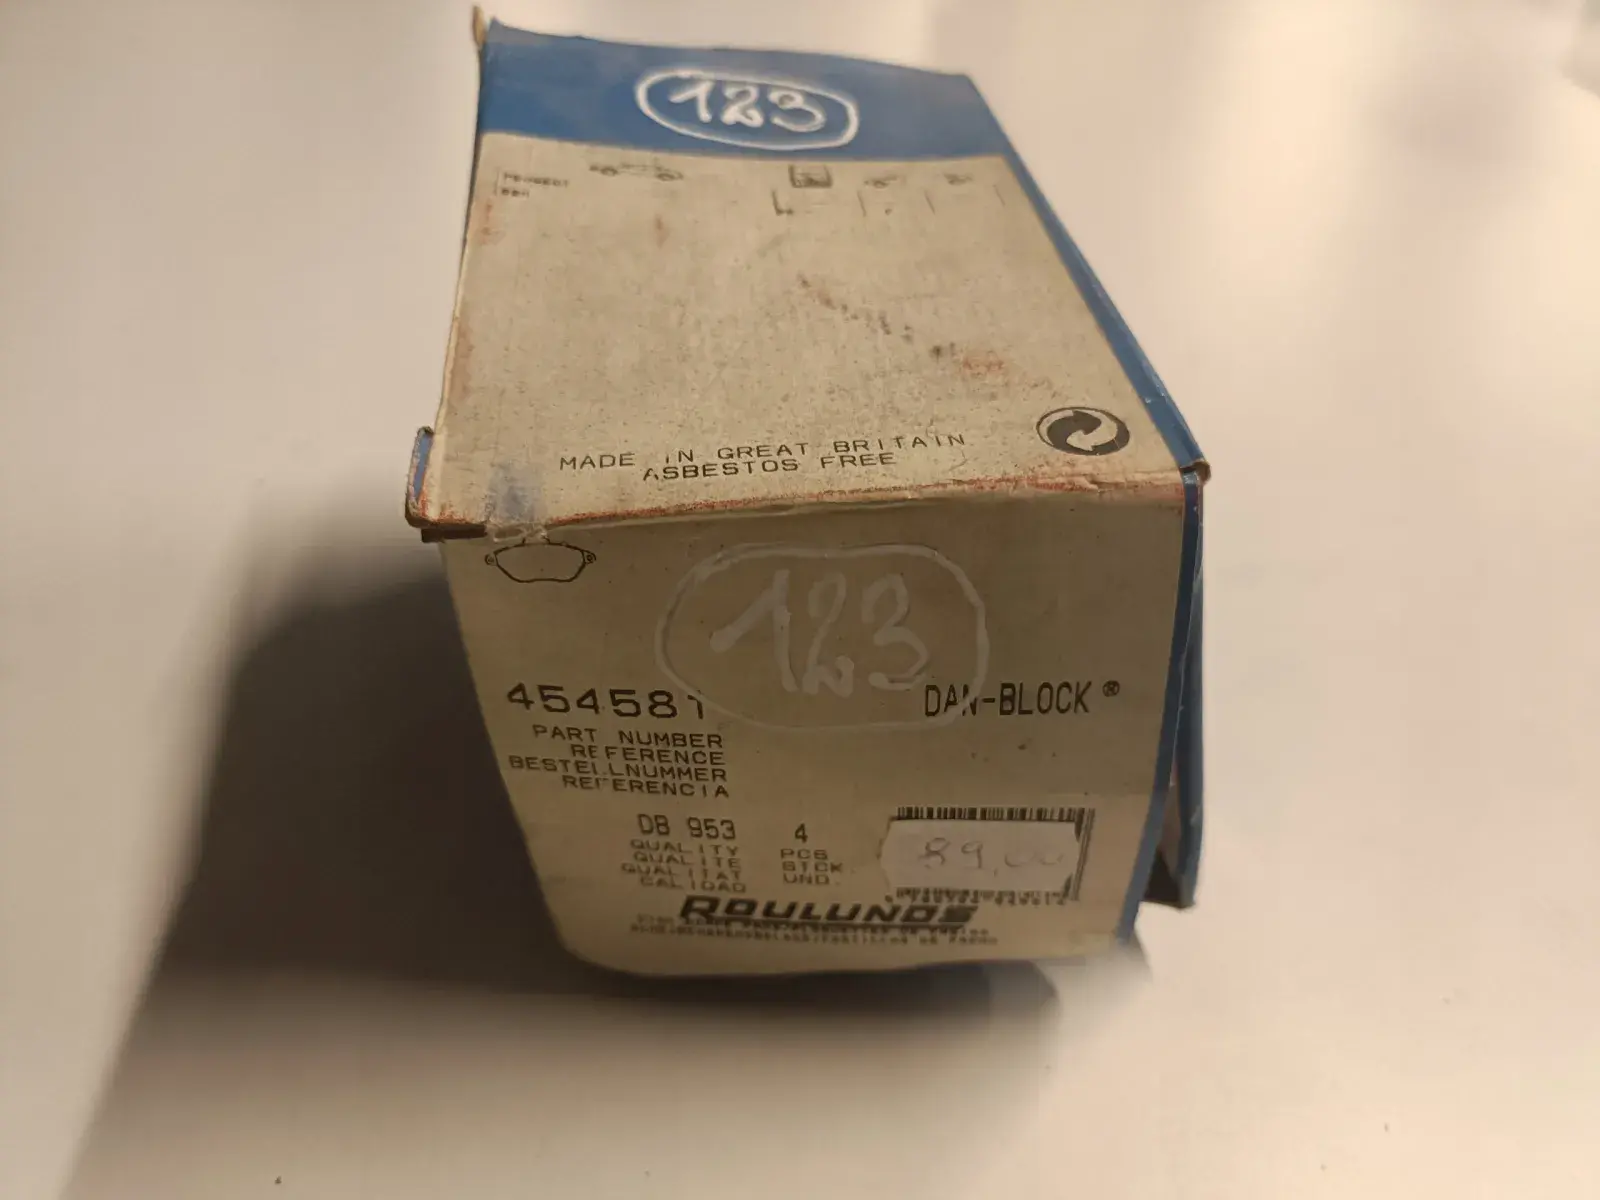 123
PEUGEOT
MADE IN GREAT BRITAIN
ASBESTOS FREE
123
454581
DAN-BLOCK®
PART NUMBER
REFERENCE
BESTELLNUMMER
REFERENCIA
DB 953 4
QUALITY PCS
QUALITE STCK.
QUALITAT UND.
CALIDAD
89,00
ROULUNDS